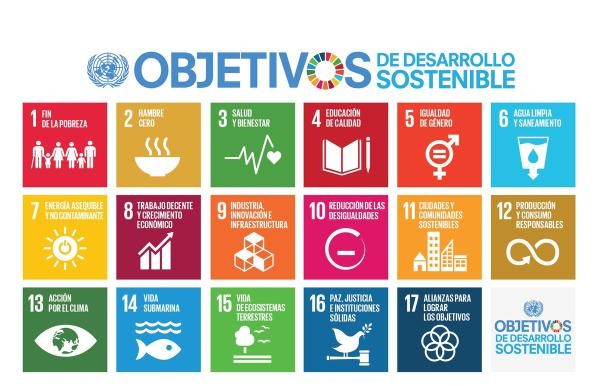 OBJETIVOS DE DESARROLLO
SOSTENIBLE
1 FIN
DE LA POBREZA
2 HAMBRE
CERO
3 SALUD
Y BIENESTAR
4 EDUCACIÓN
DE CALIDAD
5 IGUALDAD
DE GÉNERO
6 AGUA LIMPIA
Y SANEAMIENTO
7 ENERGÍA ASEQUIBLE
Y NO CONTAMINANTE
8 TRABAJO DECENTE
Y CRECIMIENTO
ECONÓMICO
9 INDUSTRIA,
INNOVACIÓN E
INFRAESTRUCTURA
10 REDUCCIÓN DE LAS
DESIGUALDADES
11 CIUDADES Y
COMUNIDADES
SOSTENIBLES
12 PRODUCCIÓN
Y CONSUMO
RESPONSABLES
13 ACCIÓN
POR EL CLIMA
14 VIDA
SUBMARINA
15 VIDA
DE ECOSISTEMAS
TERRESTRES
16 PAZ, JUSTICIA
E INSTITUCIONES
SÓLIDAS
17 ALIANZAS PARA
LOGRAR
LOS OBJETIVOS
OBJETIVOS
DE DESARROLLO
SOSTENIBLE